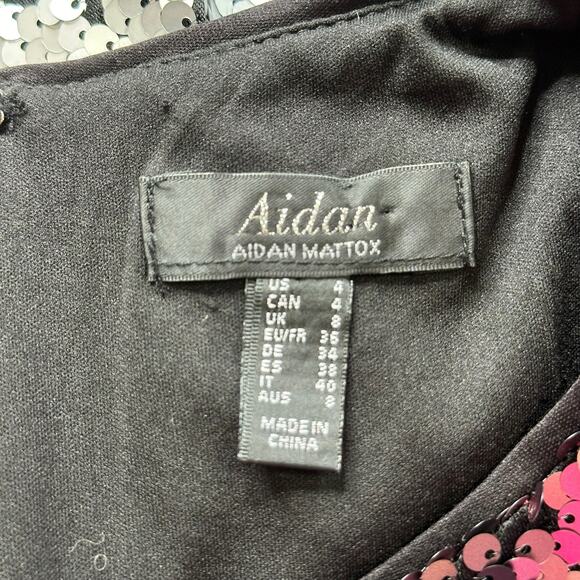 Aidan
AIDAN MATTOX
US 4
CAN 4
UK 8
EU/FR 36
DE 34
ES 38
IT 40
AUS 8
MADE IN
CHINA